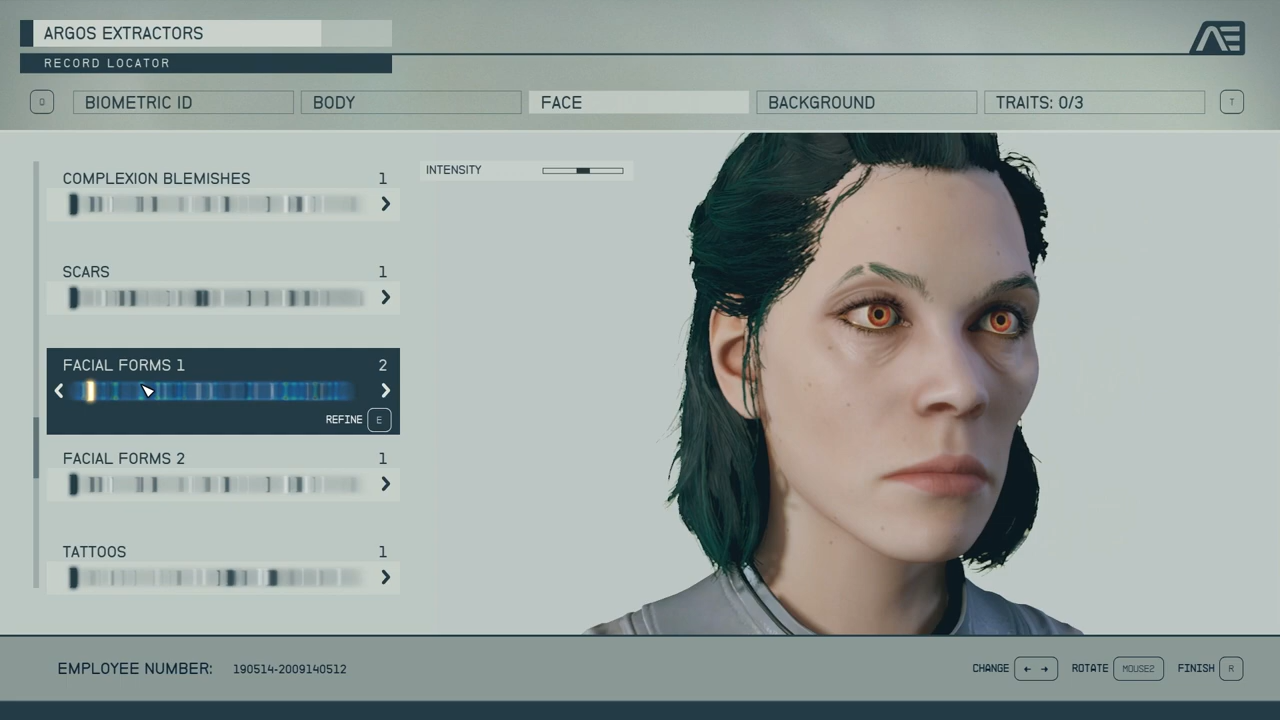 ARGOS EXTRACTORS
RECORD LOCATOR
AE
Q BIOMETRIC ID BODY FACE BACKGROUND TRAITS: 0/3 T
COMPLEXION BLEMISHES 1
INTENSITY
SCARS 1
FACIAL FORMS 1 2
REFINE E
FACIAL FORMS 2 1
TATTOOS 1
EMPLOYEE NUMBER: 190514-2009140512
CHANGE ← → ROTATE MOUSE2 FINISH R